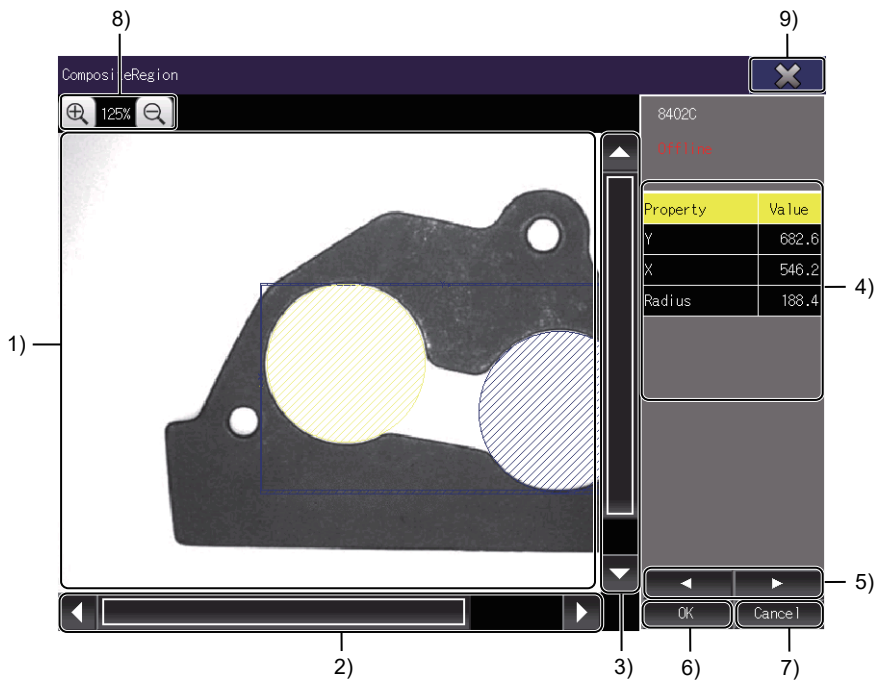 8)
9)
CompositeRegion
125%
8402C
Offline
Property Value
Y 682.6
X 546.2
Radius 188.4
4)
1)
5)
OK Cancel
2)
3)
6)
7)